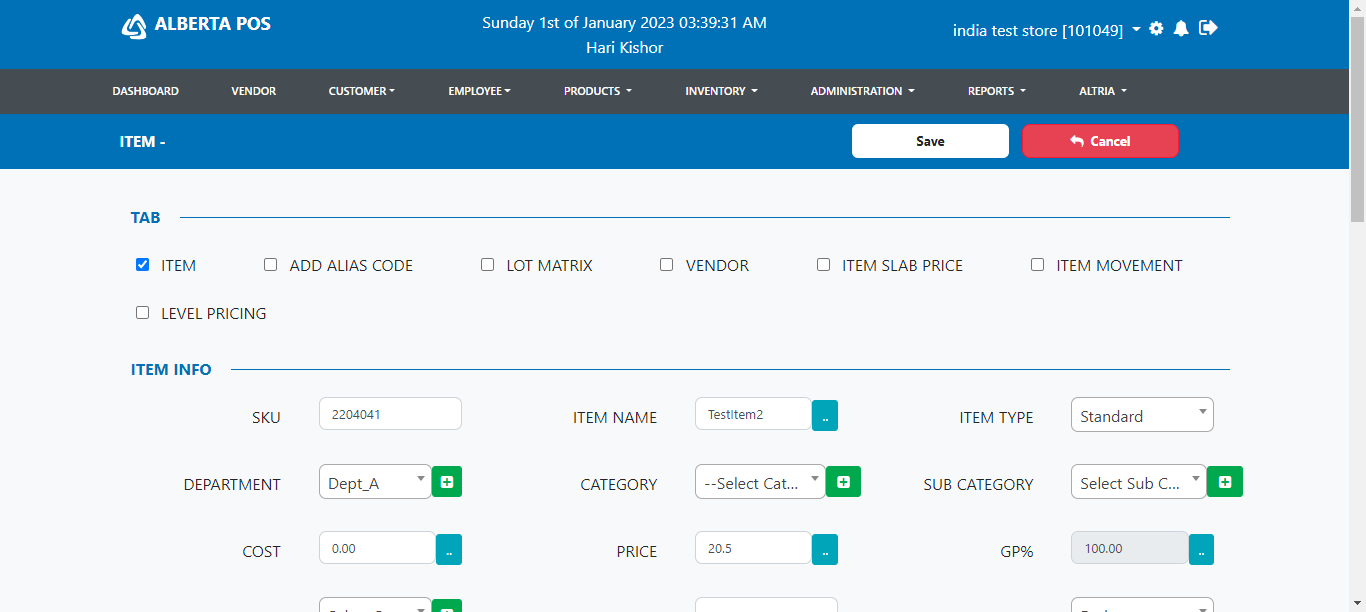 ALBERTA POS
Sunday 1st of January 2023 03:39:31 AM
Hari Kishor
india test store [101049]
DASHBOARD VENDOR CUSTOMER EMPLOYEE PRODUCTS INVENTORY ADMINISTRATION REPORTS ALTRIA
ITEM - Save Cancel
TAB
ITEM ADD ALIAS CODE LOT MATRIX VENDOR ITEM SLAB PRICE ITEM MOVEMENT
LEVEL PRICING
ITEM INFO
SKU 2204041 ITEM NAME TestItem2 .. ITEM TYPE Standard
DEPARTMENT Dept_A CATEGORY --Select Cat... SUB CATEGORY Select Sub C...
COST 0.00 .. PRICE 20.5 .. GP% 100.00 ..